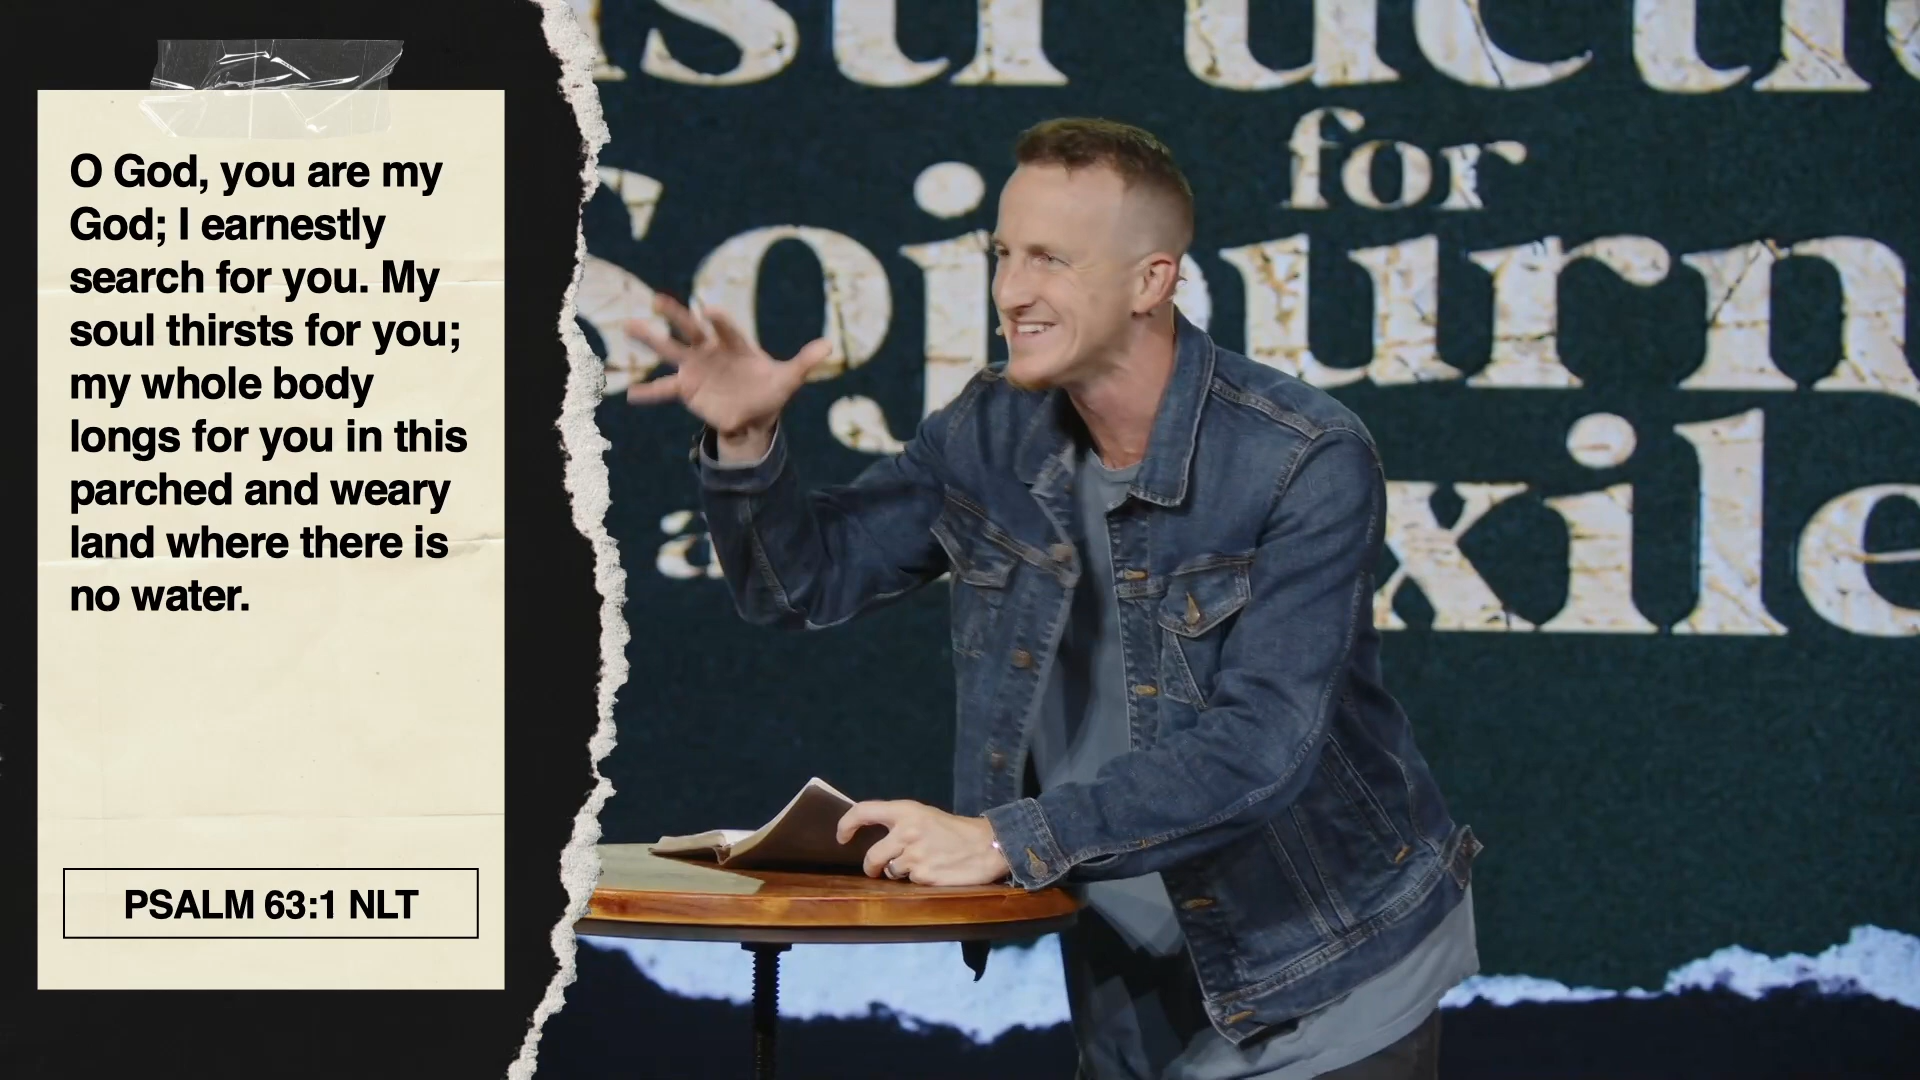 O God, you are my
God; I earnestly
search for you. My
soul thirsts for you;
my whole body
longs for you in this
parched and weary
land where there is
no water.
PSALM 63:1 NLT
for